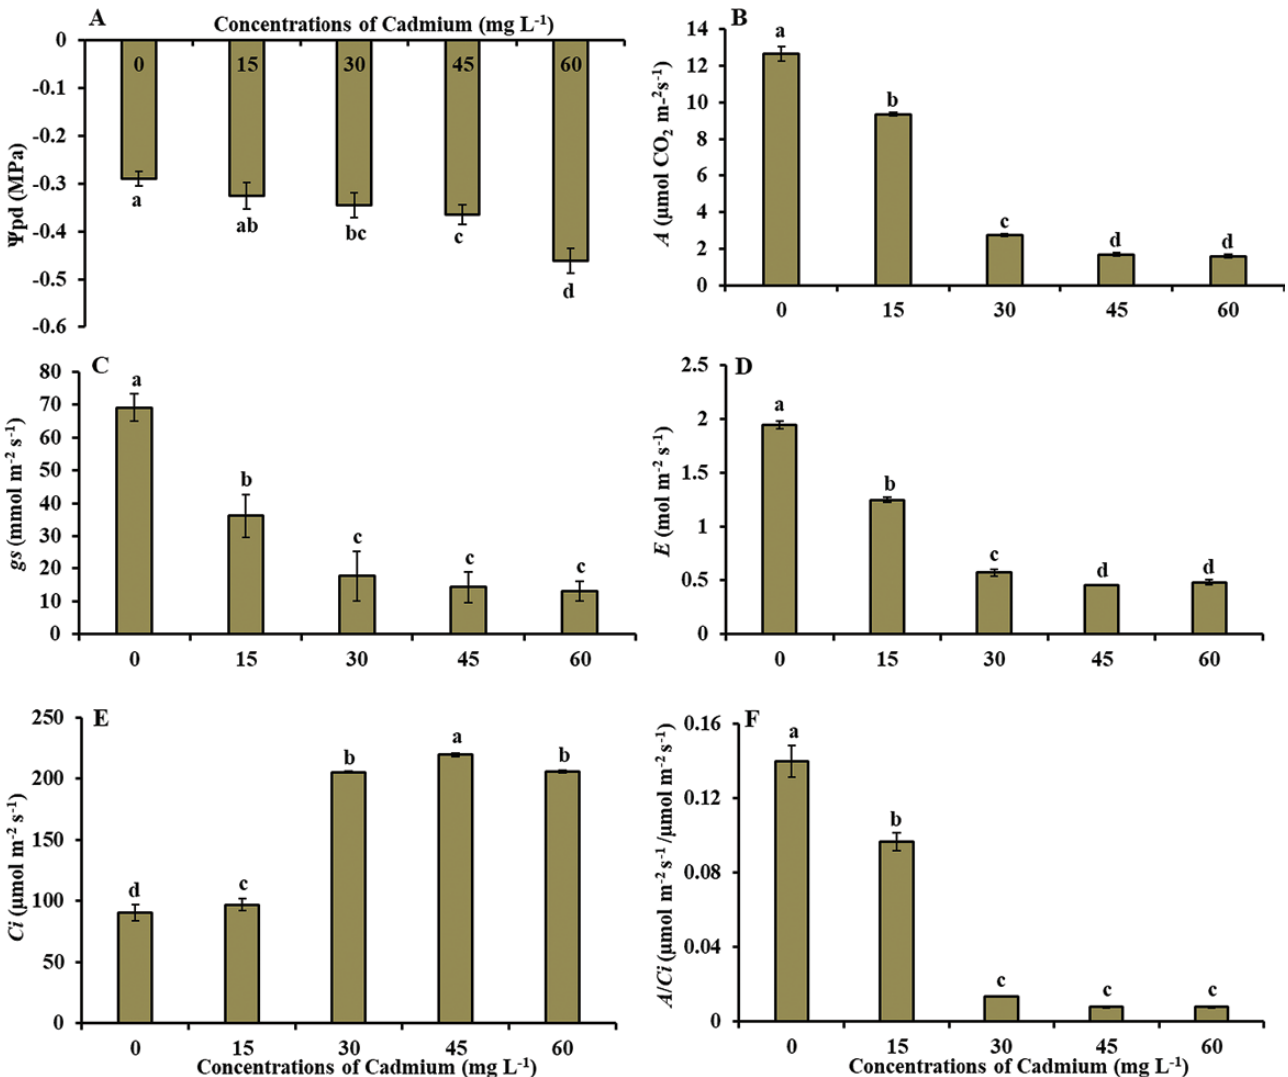 A
Concentrations of Cadmium (mg L-1)
Ψpd (MPa)
0
-0.1
-0.2
-0.3
-0.4
-0.5
-0.6
0 15 30 45 60
a ab bc c d
B
A (μmol CO2 m-2s-1)
14
12
10
8
6
4
2
0
a b c d d
0 15 30 45 60
C
gs (mmol m-2 s-1)
80
70
60
50
40
30
20
10
0
a b c c c
0 15 30 45 60
D
E (mol m-2 s-1)
2.5
2
1.5
1
0.5
0
a b c d d
0 15 30 45 60
E
Ci (μmol m-2 s-1)
250
200
150
100
50
0
d c b a b
0 15 30 45 60
Concentrations of Cadmium (mg L-1)
F
A/Ci (μmol m-2 s-1 /μmol m-2 s-1)
0.16
0.12
0.08
0.04
0
a b c c c
0 15 30 45 60
Concentrations of Cadmium (mg L-1)